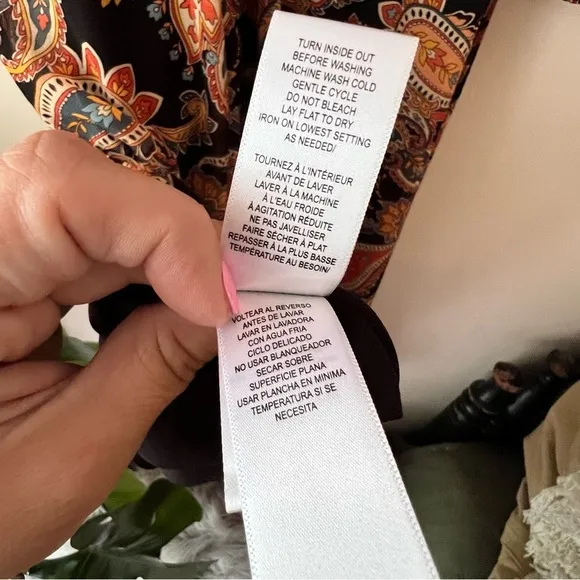 TURN INSIDE OUT
BEFORE WASHING
MACHINE WASH COLD
GENTLE CYCLE
DO NOT BLEACH
LAY FLAT TO DRY
IRON ON LOWEST SETTING
AS NEEDED/
TOURNEZ À L'INTÉRIEUR
AVANT DE LAVER
LAVER À LA MACHINE
À L'EAU FROIDE
À AGITATION RÉDUITE
NE PAS JAVELLISER
FAIRE SÉCHER À PLAT
REPASSER À LA PLUS BASSE
TEMPÉRATURE AU BESOIN/
VOLTEAR AL REVERSO
ANTES DE LAVAR
LAVAR EN LAVADORA
CON AGUA FRIA
CICLO DELICADO
NO USAR BLANQUEADOR
SECAR SOBRE
SUPERFICIE PLANA
USAR PLANCHA EN MINIMA
TEMPERATURA SI SE
NECESITA